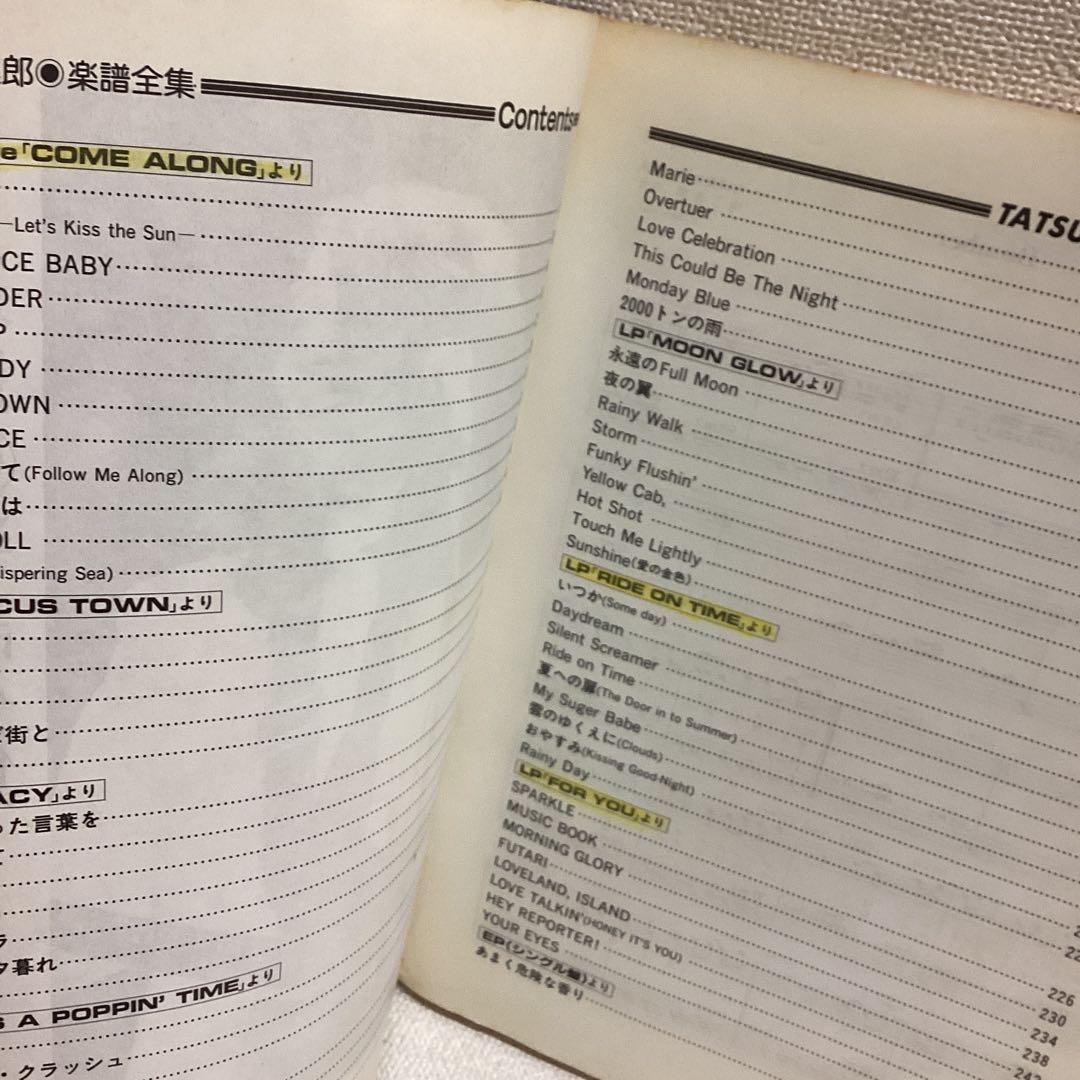 郎◉楽譜全集
Contents
e「COME ALONG」より
—Let's Kiss the Sun—
CE BABY
DER
P
DY
OWN
CE
て(Follow Me Along)
は
OLL
ispering Sea)
CUS TOWN」より
街と
ACY」より
った言葉を
て
ラ
夕暮れ
S A POPPIN' TIME」より
・クラッシュ
TATSU
Marie
Overtuer
Love Celebration
This Could Be The Night
Monday Blue
2000トンの雨
LP「MOON GLOW」より
永遠のFull Moon
夜の翼
Rainy Walk
Storm
Funky Flushin'
Yellow Cab,
Hot Shot
Touch Me Lightly
Sunshine(愛の金色)
LP「RIDE ON TIME」より
いつか(Some day)
Daydream
Silent Screamer
Ride on Time
夏への扉(The Door in to Summer)
My Suger Babe
雲のゆくえに(Clouds)
おやすみ(Kissing Good-Night)
Rainy Day
LP「FOR YOU」より
SPARKLE
MUSIC BOOK
MORNING GLORY
FUTARI
LOVELAND, ISLAND
LOVE TALKIN'(HONEY IT'S YOU)
HEY REPORTER! 226
YOUR EYES 230
EP(シングル盤)より 234
あまく危険な香り 238